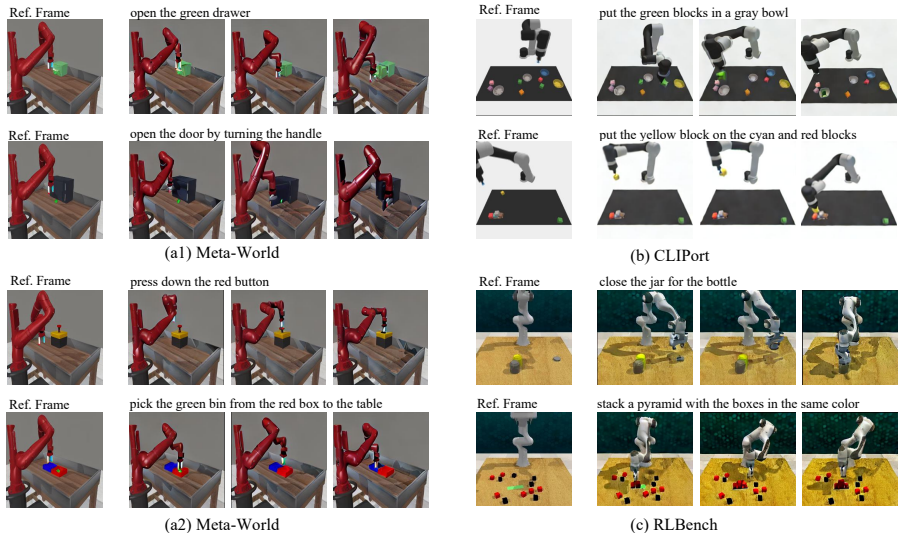 Ref. Frame
open the green drawer
Ref. Frame
open the door by turning the handle
(a1) Meta-World
Ref. Frame
put the green blocks in a gray bowl
Ref. Frame
put the yellow block on the cyan and red blocks
(b) CLIPort
Ref. Frame
press down the red button
Ref. Frame
pick the green bin from the red box to the table
(a2) Meta-World
Ref. Frame
close the jar for the bottle
Ref. Frame
stack a pyramid with the boxes in the same color
(c) RLBench